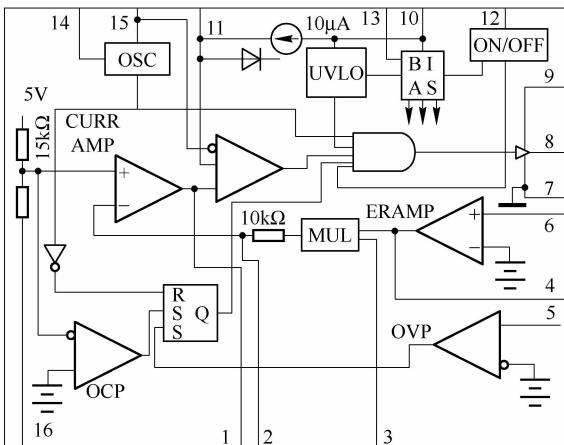 14
15
11
10μA
13
10
12
OSC
UVLO
B I
A S
ON/OFF
9
5V
15kΩ
CURR
AMP
+
−
8
7
10kΩ
MUL
ERAMP
+
−
6
R
S
S
Q
4
5
OVP
OCP
16
1
2
3